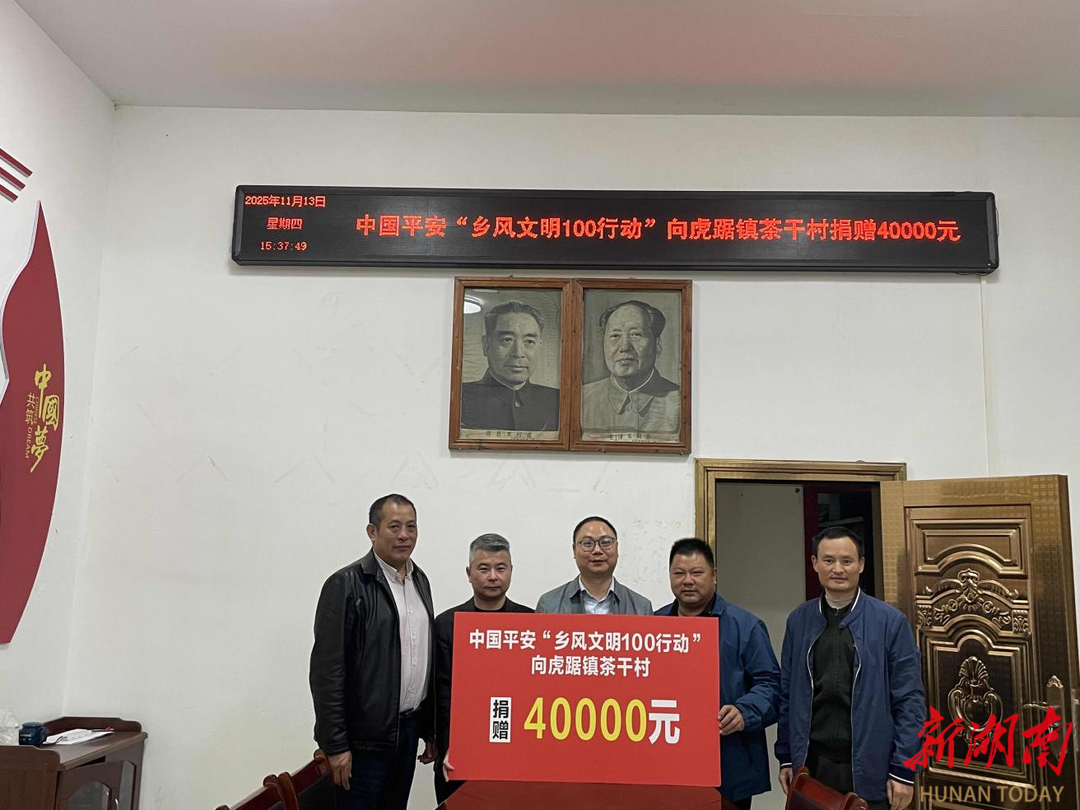 2025年11月13日
星期四
15:37:49
中国平安“乡风文明100行动”向虎踞镇茶干村捐赠40000元
中國夢
共筑
DREAM
中国平安“乡风文明100行动”
向虎踞镇茶干村
捐赠 40000元
新湖南
HUNAN TODAY